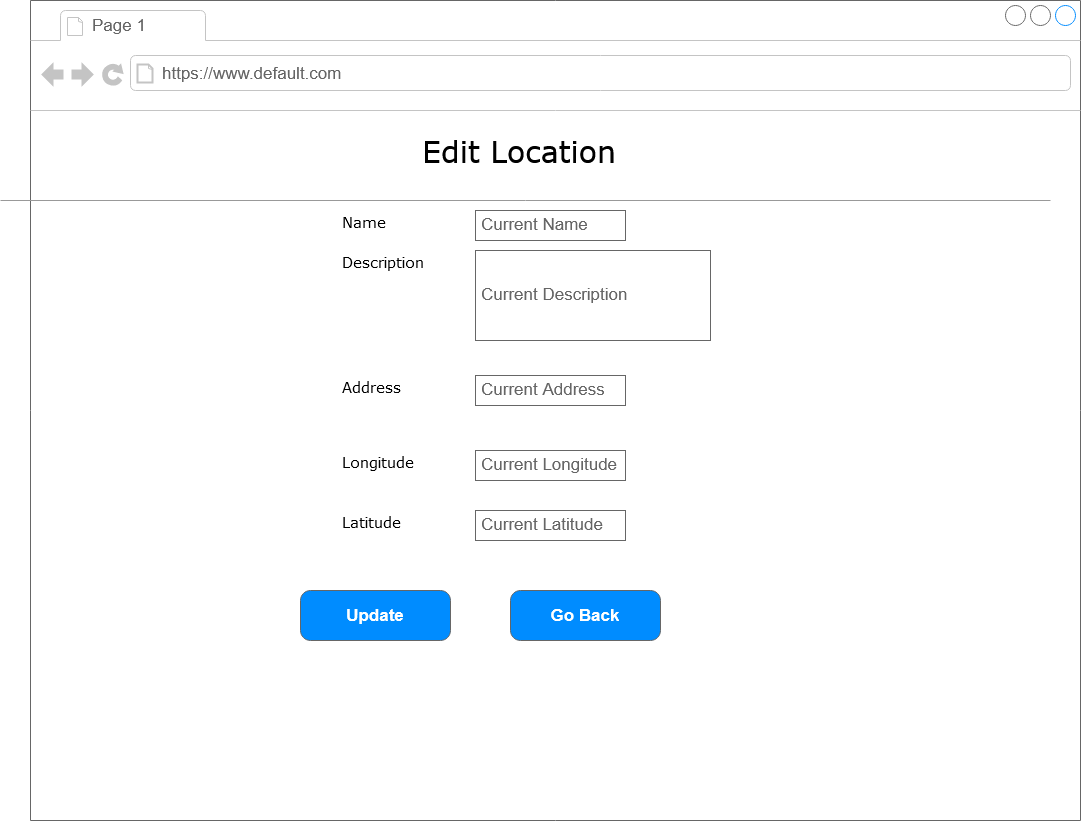 Page 1
https://www.default.com
Edit Location
Name
Current Name
Description
Current Description
Address
Current Address
Longitude
Current Longitude
Latitude
Current Latitude
Update
Go Back